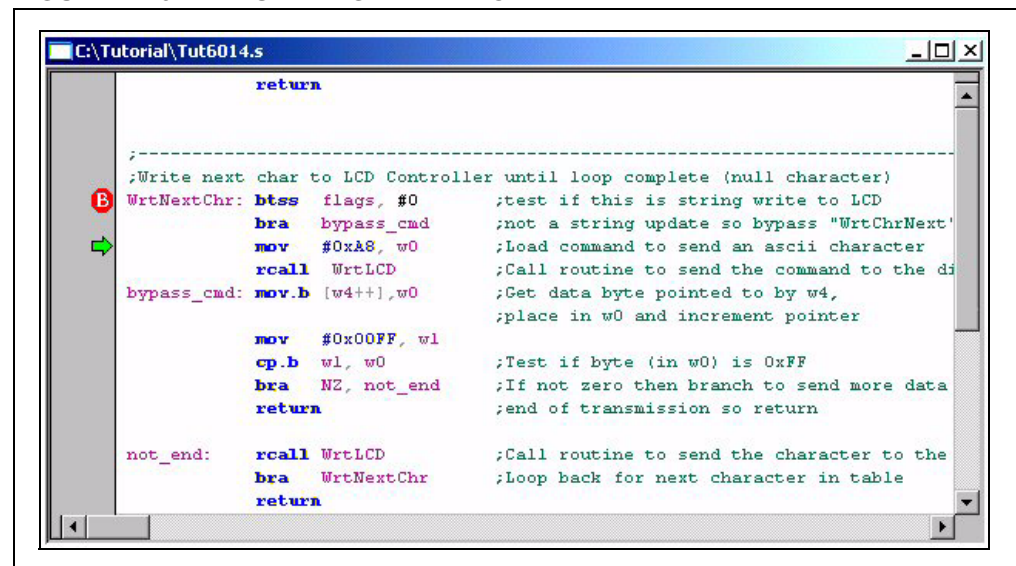 C:\Tutorial\Tut6014.s
return
;------------------------------------------------------------
;Write next char to LCD Controller until loop complete (null character)
B WrtNextChr: btss flags, #0 ;test if this is string write to LCD
bra bypass_cmd ;not a string update so bypass "WrtChrNext'
mov #0xA8, w0 ;Load command to send an ascii character
rcall WrtLCD ;Call routine to send the command to the di
bypass_cmd: mov.b [w4++],w0 ;Get data byte pointed to by w4,
;place in w0 and increment pointer
mov #0x00FF, w1
cp.b w1, w0 ;Test if byte (in w0) is 0xFF
bra NZ, not_end ;If not zero then branch to send more data
return ;end of transmission so return
not_end: rcall WrtLCD ;Call routine to send the character to the
bra WrtNextChr ;Loop back for next character in table
return